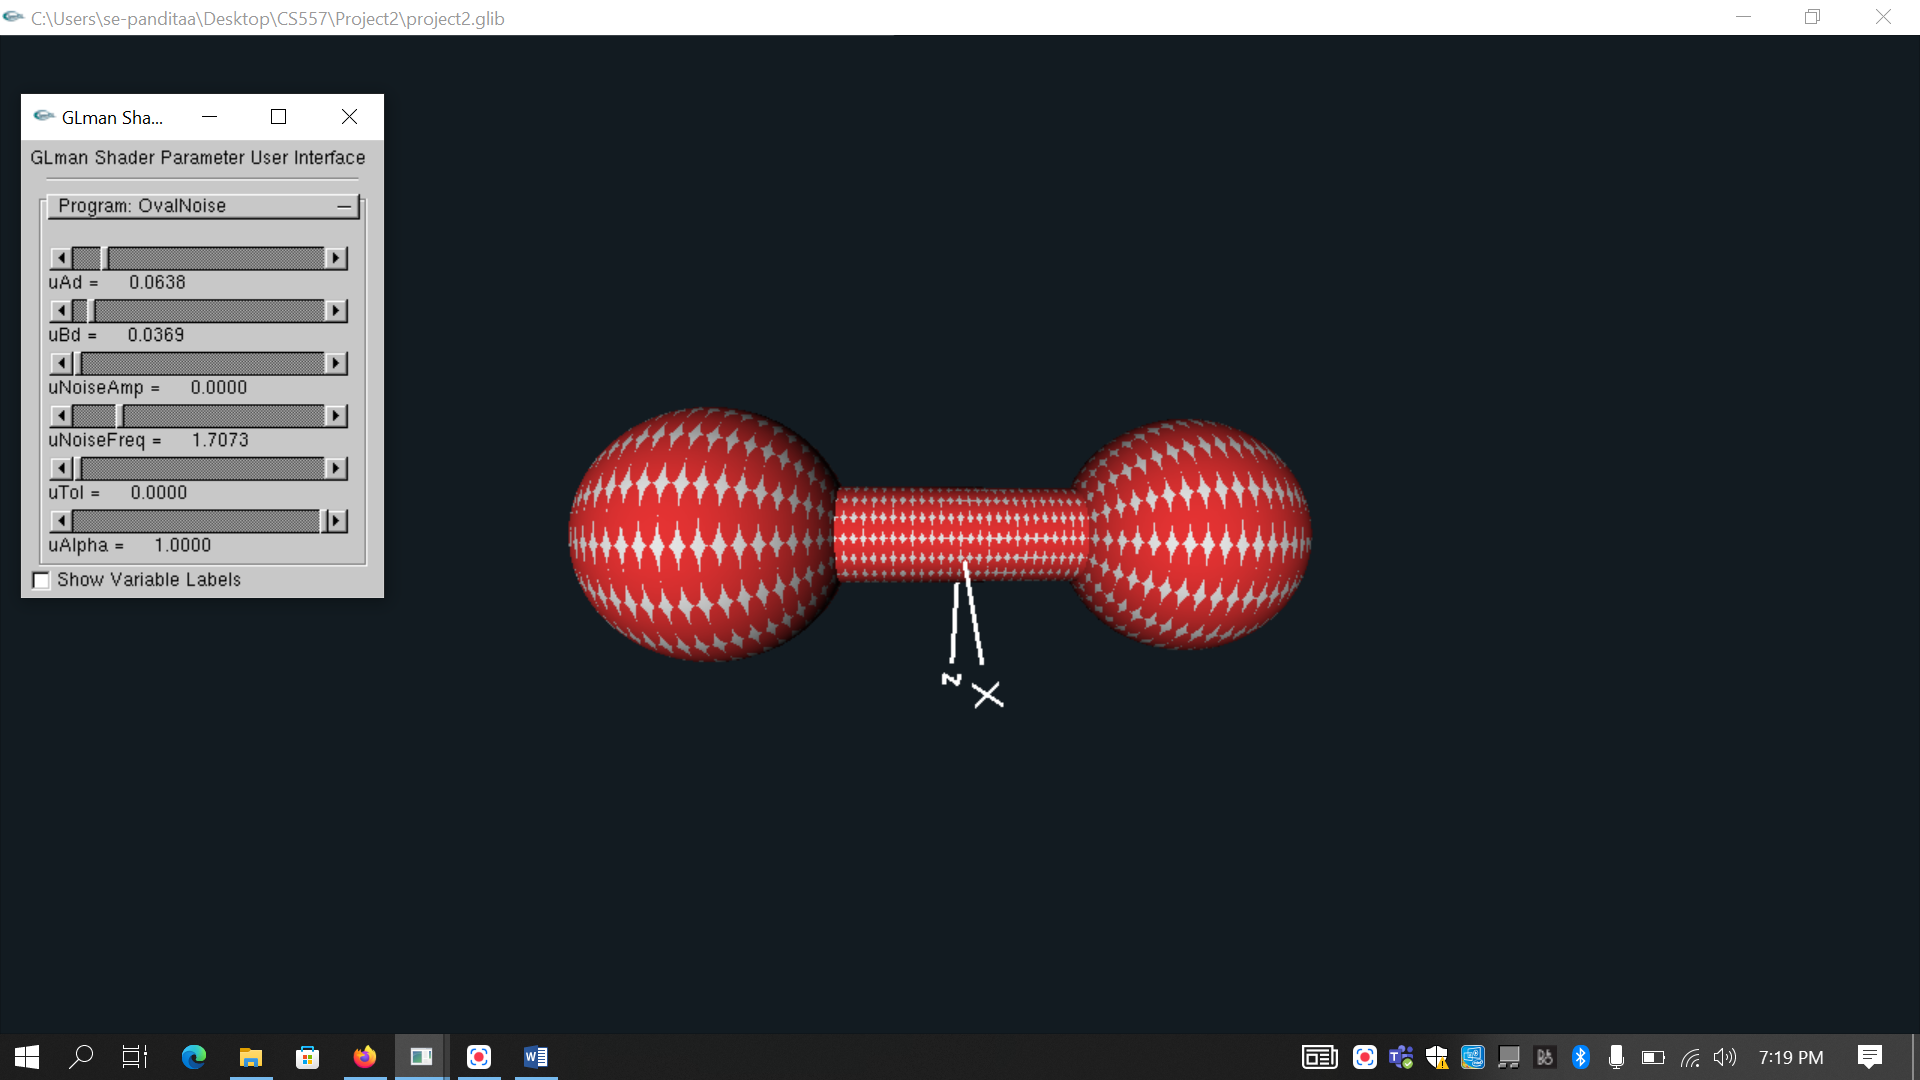 C:\Users\se-panditaa\Desktop\CS557\Project2\project2.glib
GLman Sha...
GLman Shader Parameter User Interface
Program: OvalNoise
uAd = 0.0638
uBd = 0.0369
uNoiseAmp = 0.0000
uNoiseFreq = 1.7073
uTol = 0.0000
uAlpha = 1.0000
Show Variable Labels
Z X
7:19 PM